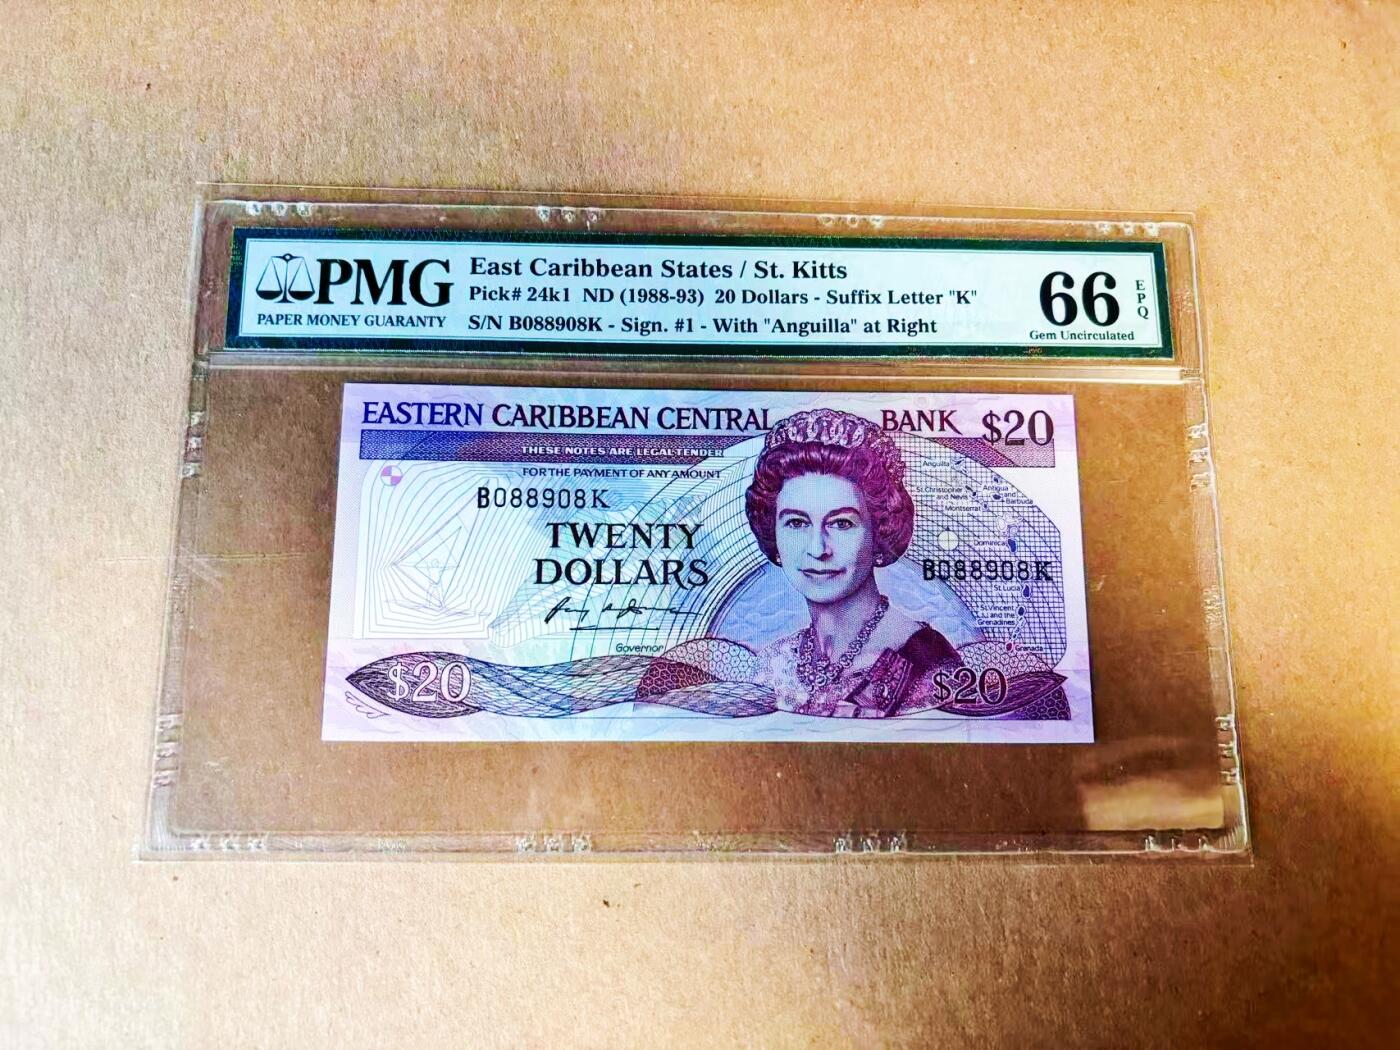 PMG
PAPER MONEY GUARANTY
East Caribbean States / St. Kitts
Pick# 24k1 ND (1988-93) 20 Dollars - Suffix Letter "K"
S/N B088908K - Sign. #1 - With "Anguilla" at Right
66
EPQ
Gem Uncirculated
EASTERN CARIBBEAN CENTRAL BANK $20
THESE NOTES ARE LEGAL TENDER
FOR THE PAYMENT OF ANY AMOUNT
B088908K
TWENTY
DOLLARS
Governor
$20
Anguilla
St. Christopher
and Nevis
Antigua
and
Barbuda
Montserrat
Dominica
B088908K
St. Lucia
St. Vincent
and the
Grenadines
Grenada
$20